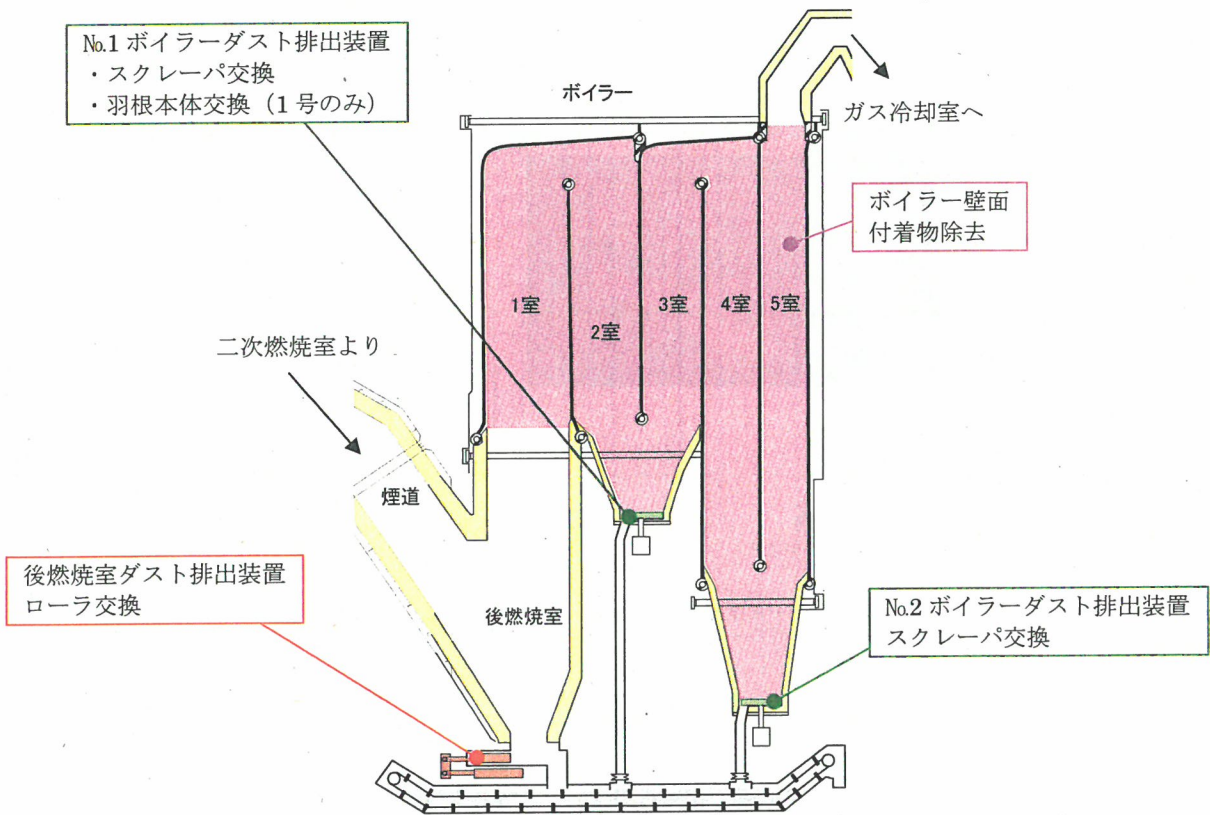 №1 ボイラーダスト排出装置
・スクレーパ交換
・羽根本体交換（1号のみ）
ボイラー
ガス冷却室へ
ボイラー壁面
付着物除去
1室
2室
3室
4室
5室
二次燃焼室より
煙道
後燃焼室ダスト排出装置
ローラ交換
後燃焼室
№2 ボイラーダスト排出装置
スクレーパ交換